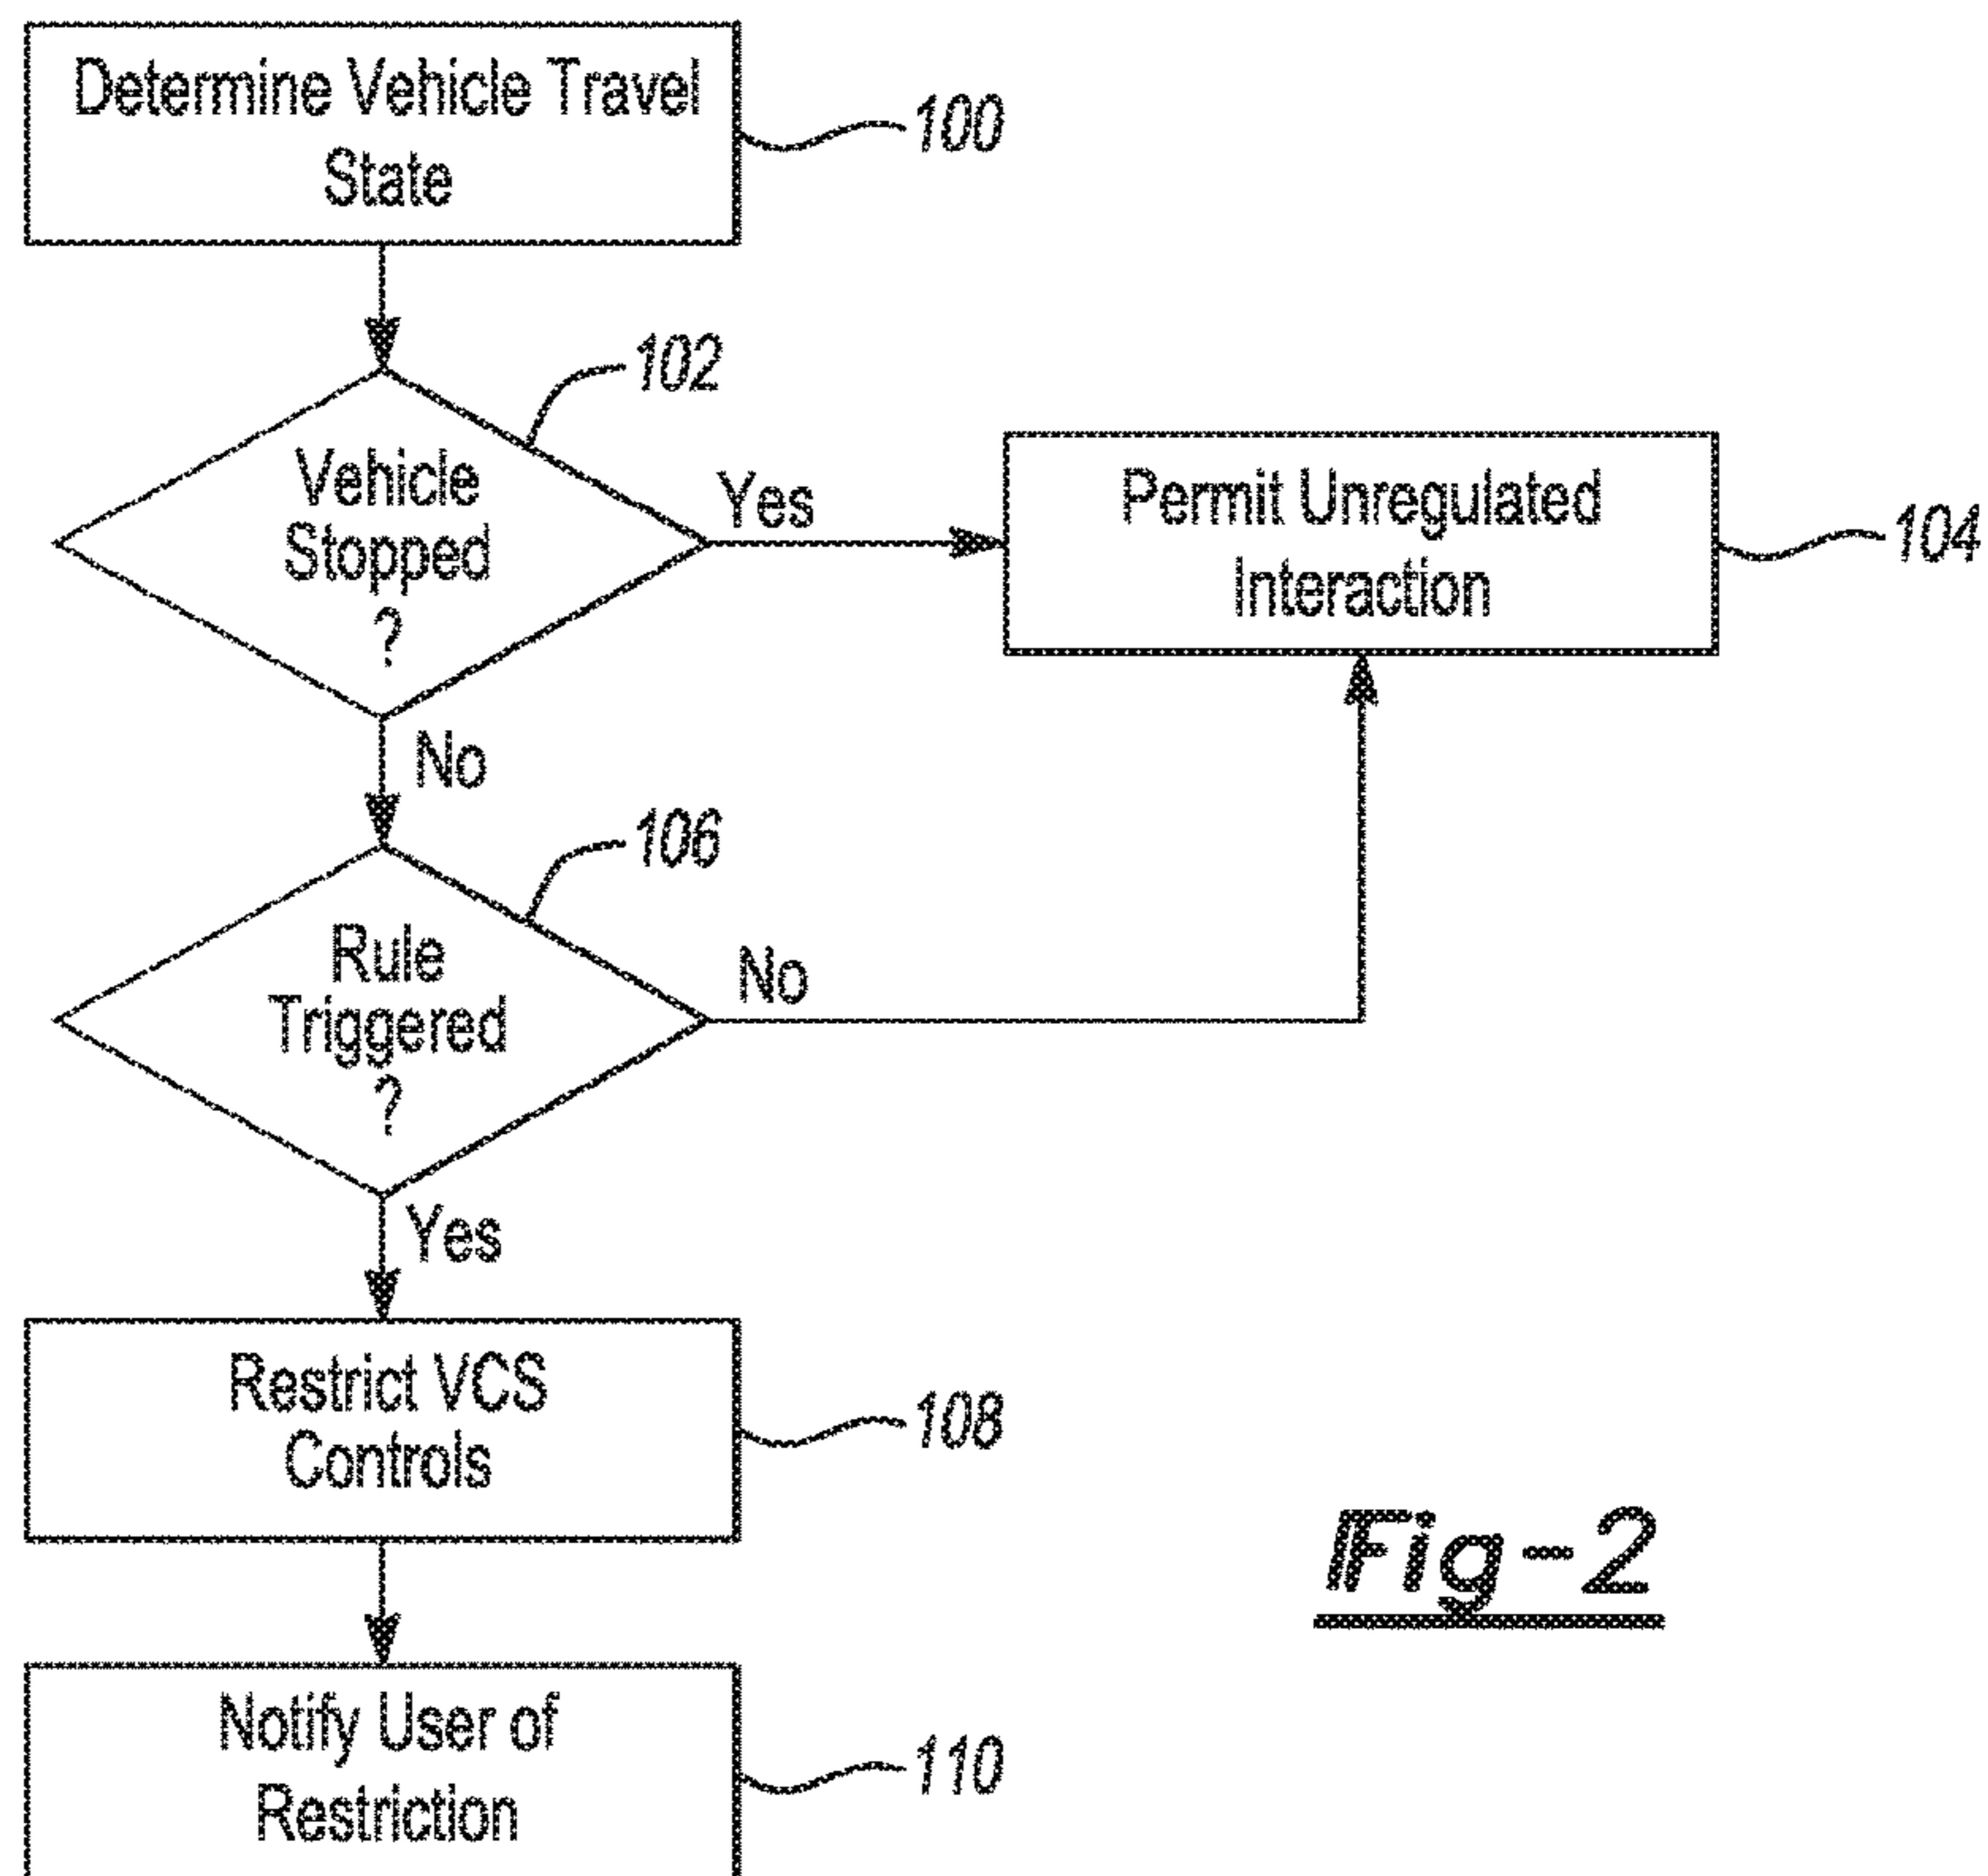 Determine Vehicle Travel
State
100
102
Vehicle
Stopped
?
Yes
Permit Unregulated
Interaction
104
No
106
Rule
Triggered
?
No
Yes
Restrict VCS
Controls
108
Fig-2
Notify User of
Restriction
110